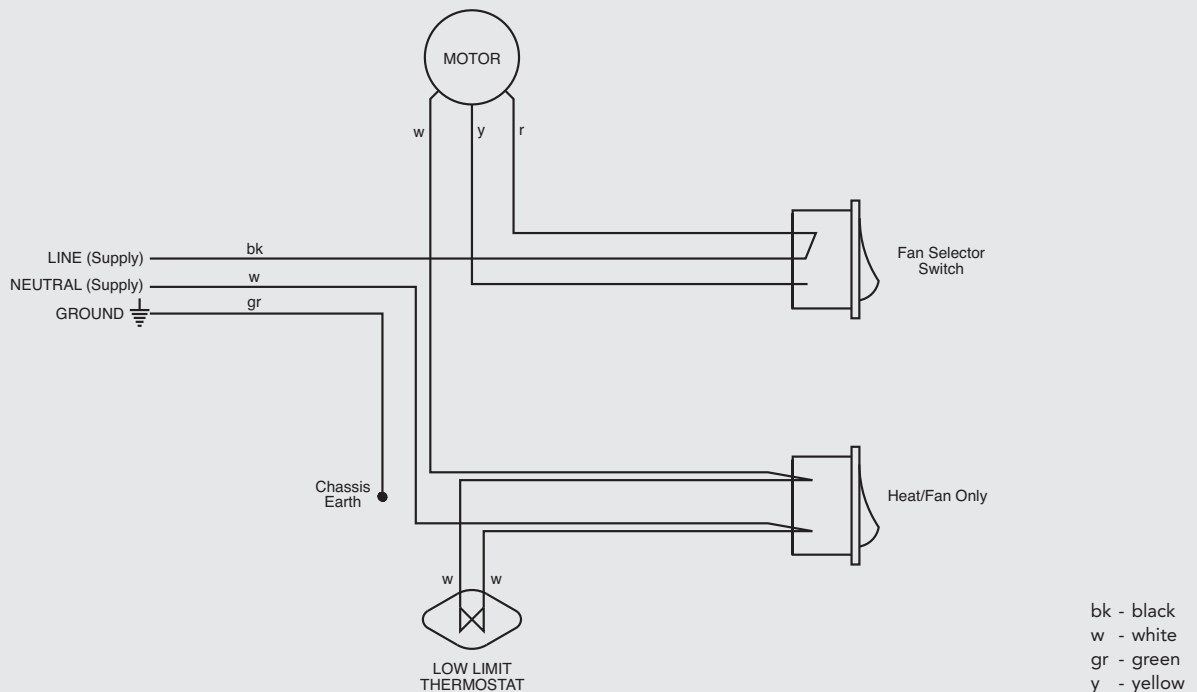 MOTOR
w
y
r
LINE (Supply)
bk
NEUTRAL (Supply)
w
GROUND
gr
Fan Selector
Switch
Chassis
Earth
Heat/Fan Only
w
w
LOW LIMIT
THERMOSTAT
bk - black
w - white
gr - green
y - yellow